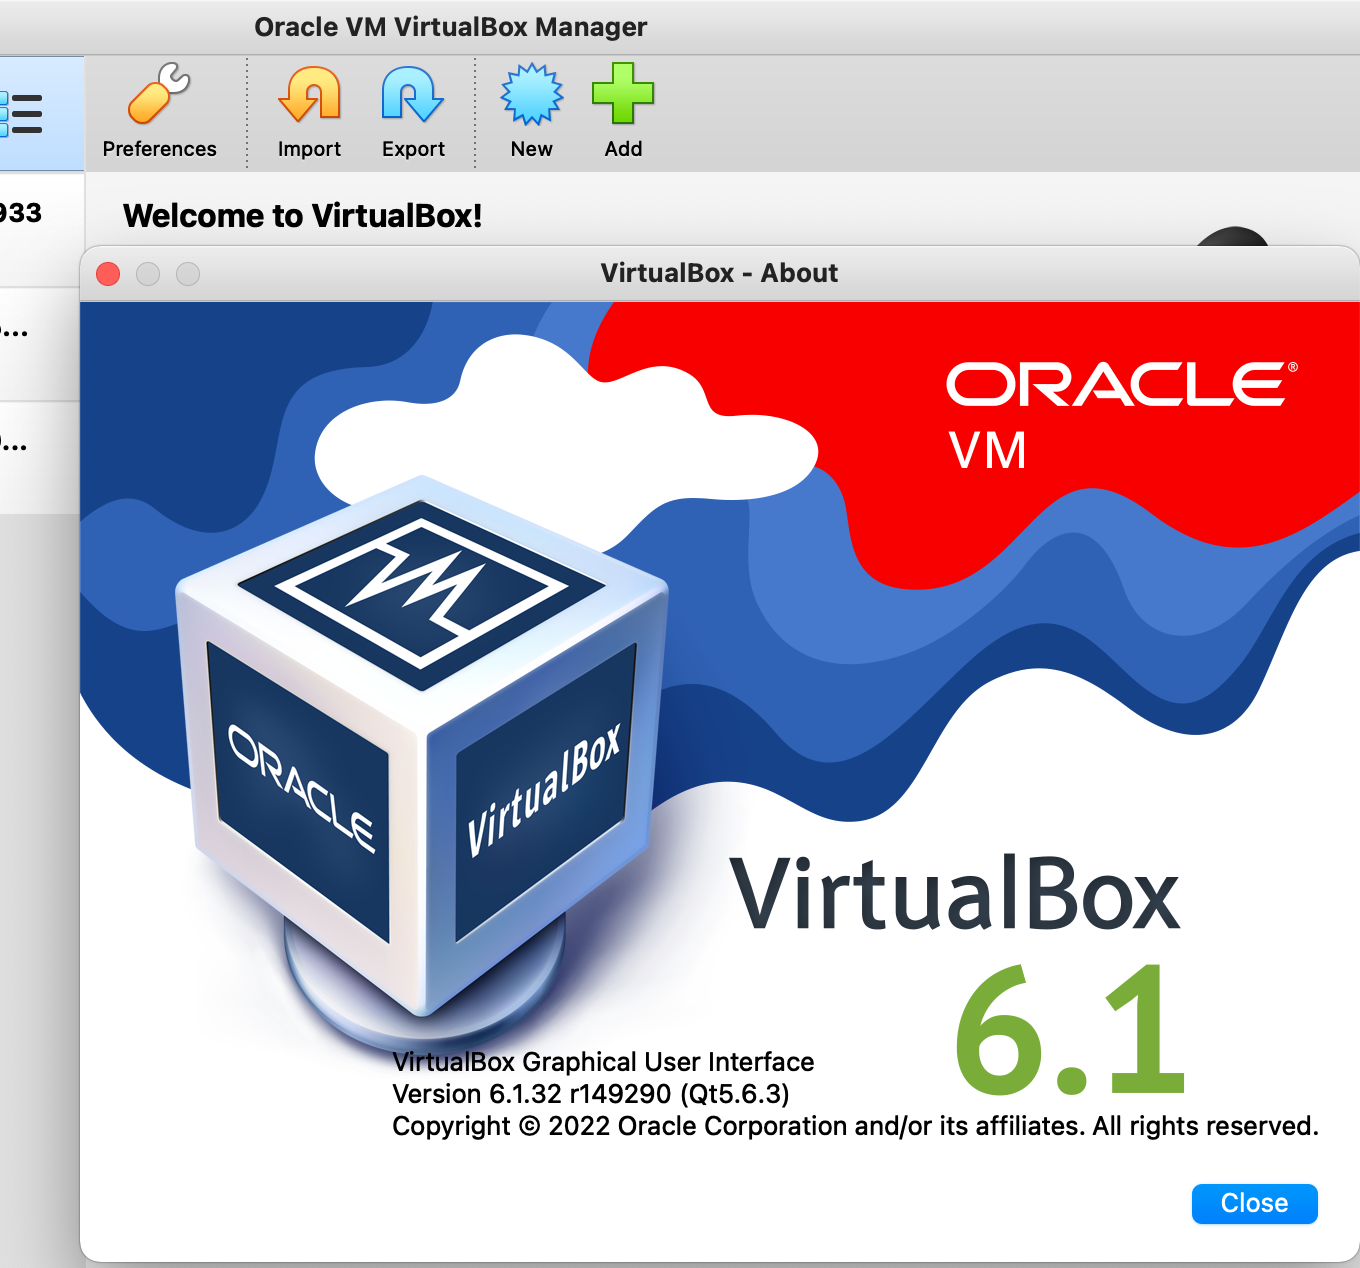 Oracle VM VirtualBox Manager
Preferences
Import
Export
New
Add
933
Welcome to VirtualBox!
...
...
VirtualBox - About
ORACLE®
VM
VM
ORACLE
VirtualBox
VirtualBox
6.1
VirtualBox Graphical User Interface
Version 6.1.32 r149290 (Qt5.6.3)
Copyright © 2022 Oracle Corporation and/or its affiliates. All rights reserved.
Close